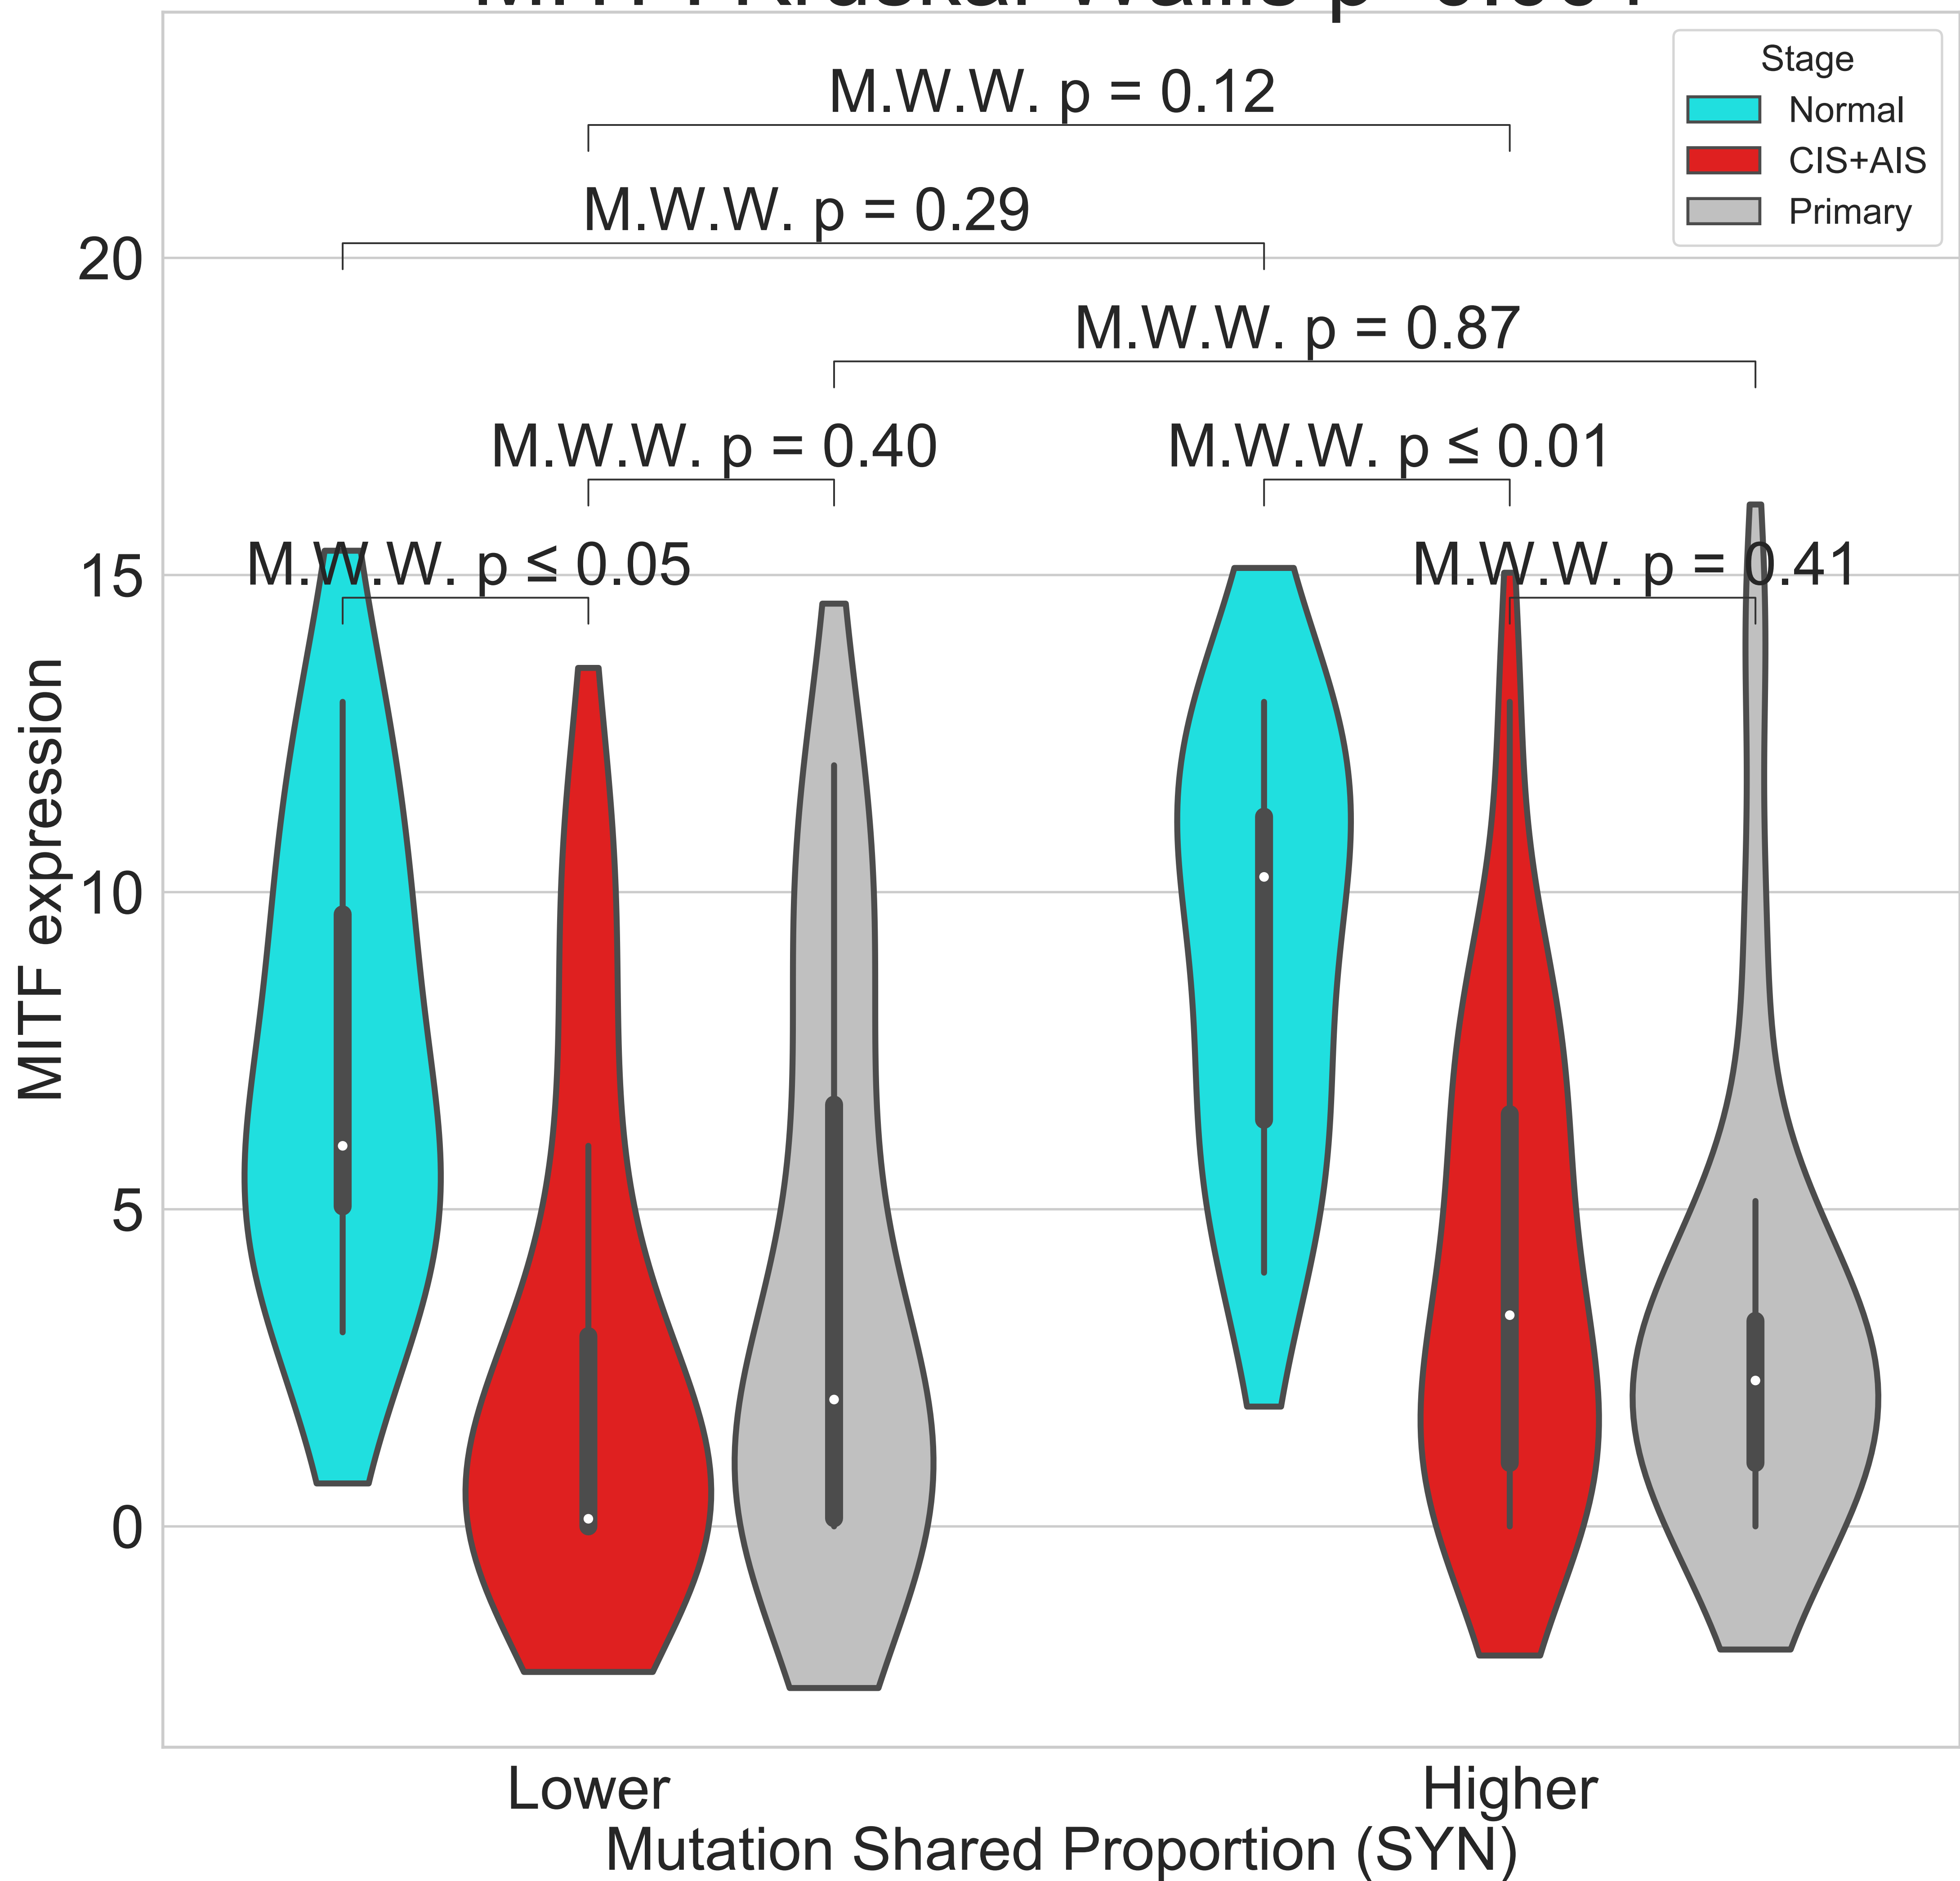 Stage
Normal
CIS+AIS
Primary
M.W.W. p = 0.12
M.W.W. p = 0.29
M.W.W. p = 0.87
M.W.W. p = 0.40
M.W.W. p ≤ 0.01
M.W.W. p ≤ 0.05
M.W.W. p = 0.41
20
15
10
5
0
MITF expression
Lower
Higher
Mutation Shared Proportion (SYN)